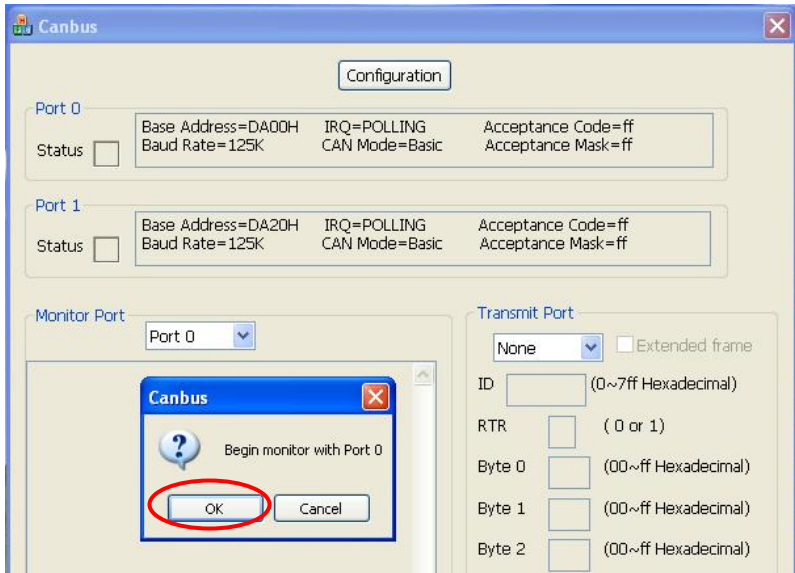 Canbus
Configuration
Port 0
Status
Base Address=DA00H IRQ=POLLING Acceptance Code=ff
Baud Rate=125K CAN Mode=Basic Acceptance Mask=ff
Port 1
Status
Base Address=DA20H IRQ=POLLING Acceptance Code=ff
Baud Rate=125K CAN Mode=Basic Acceptance Mask=ff
Monitor Port
Port 0
Canbus
Begin monitor with Port 0
OK Cancel
Transmit Port
None Extended frame
ID (0~7ff Hexadecimal)
RTR ( 0 or 1)
Byte 0 (00~ff Hexadecimal)
Byte 1 (00~ff Hexadecimal)
Byte 2 (00~ff Hexadecimal)